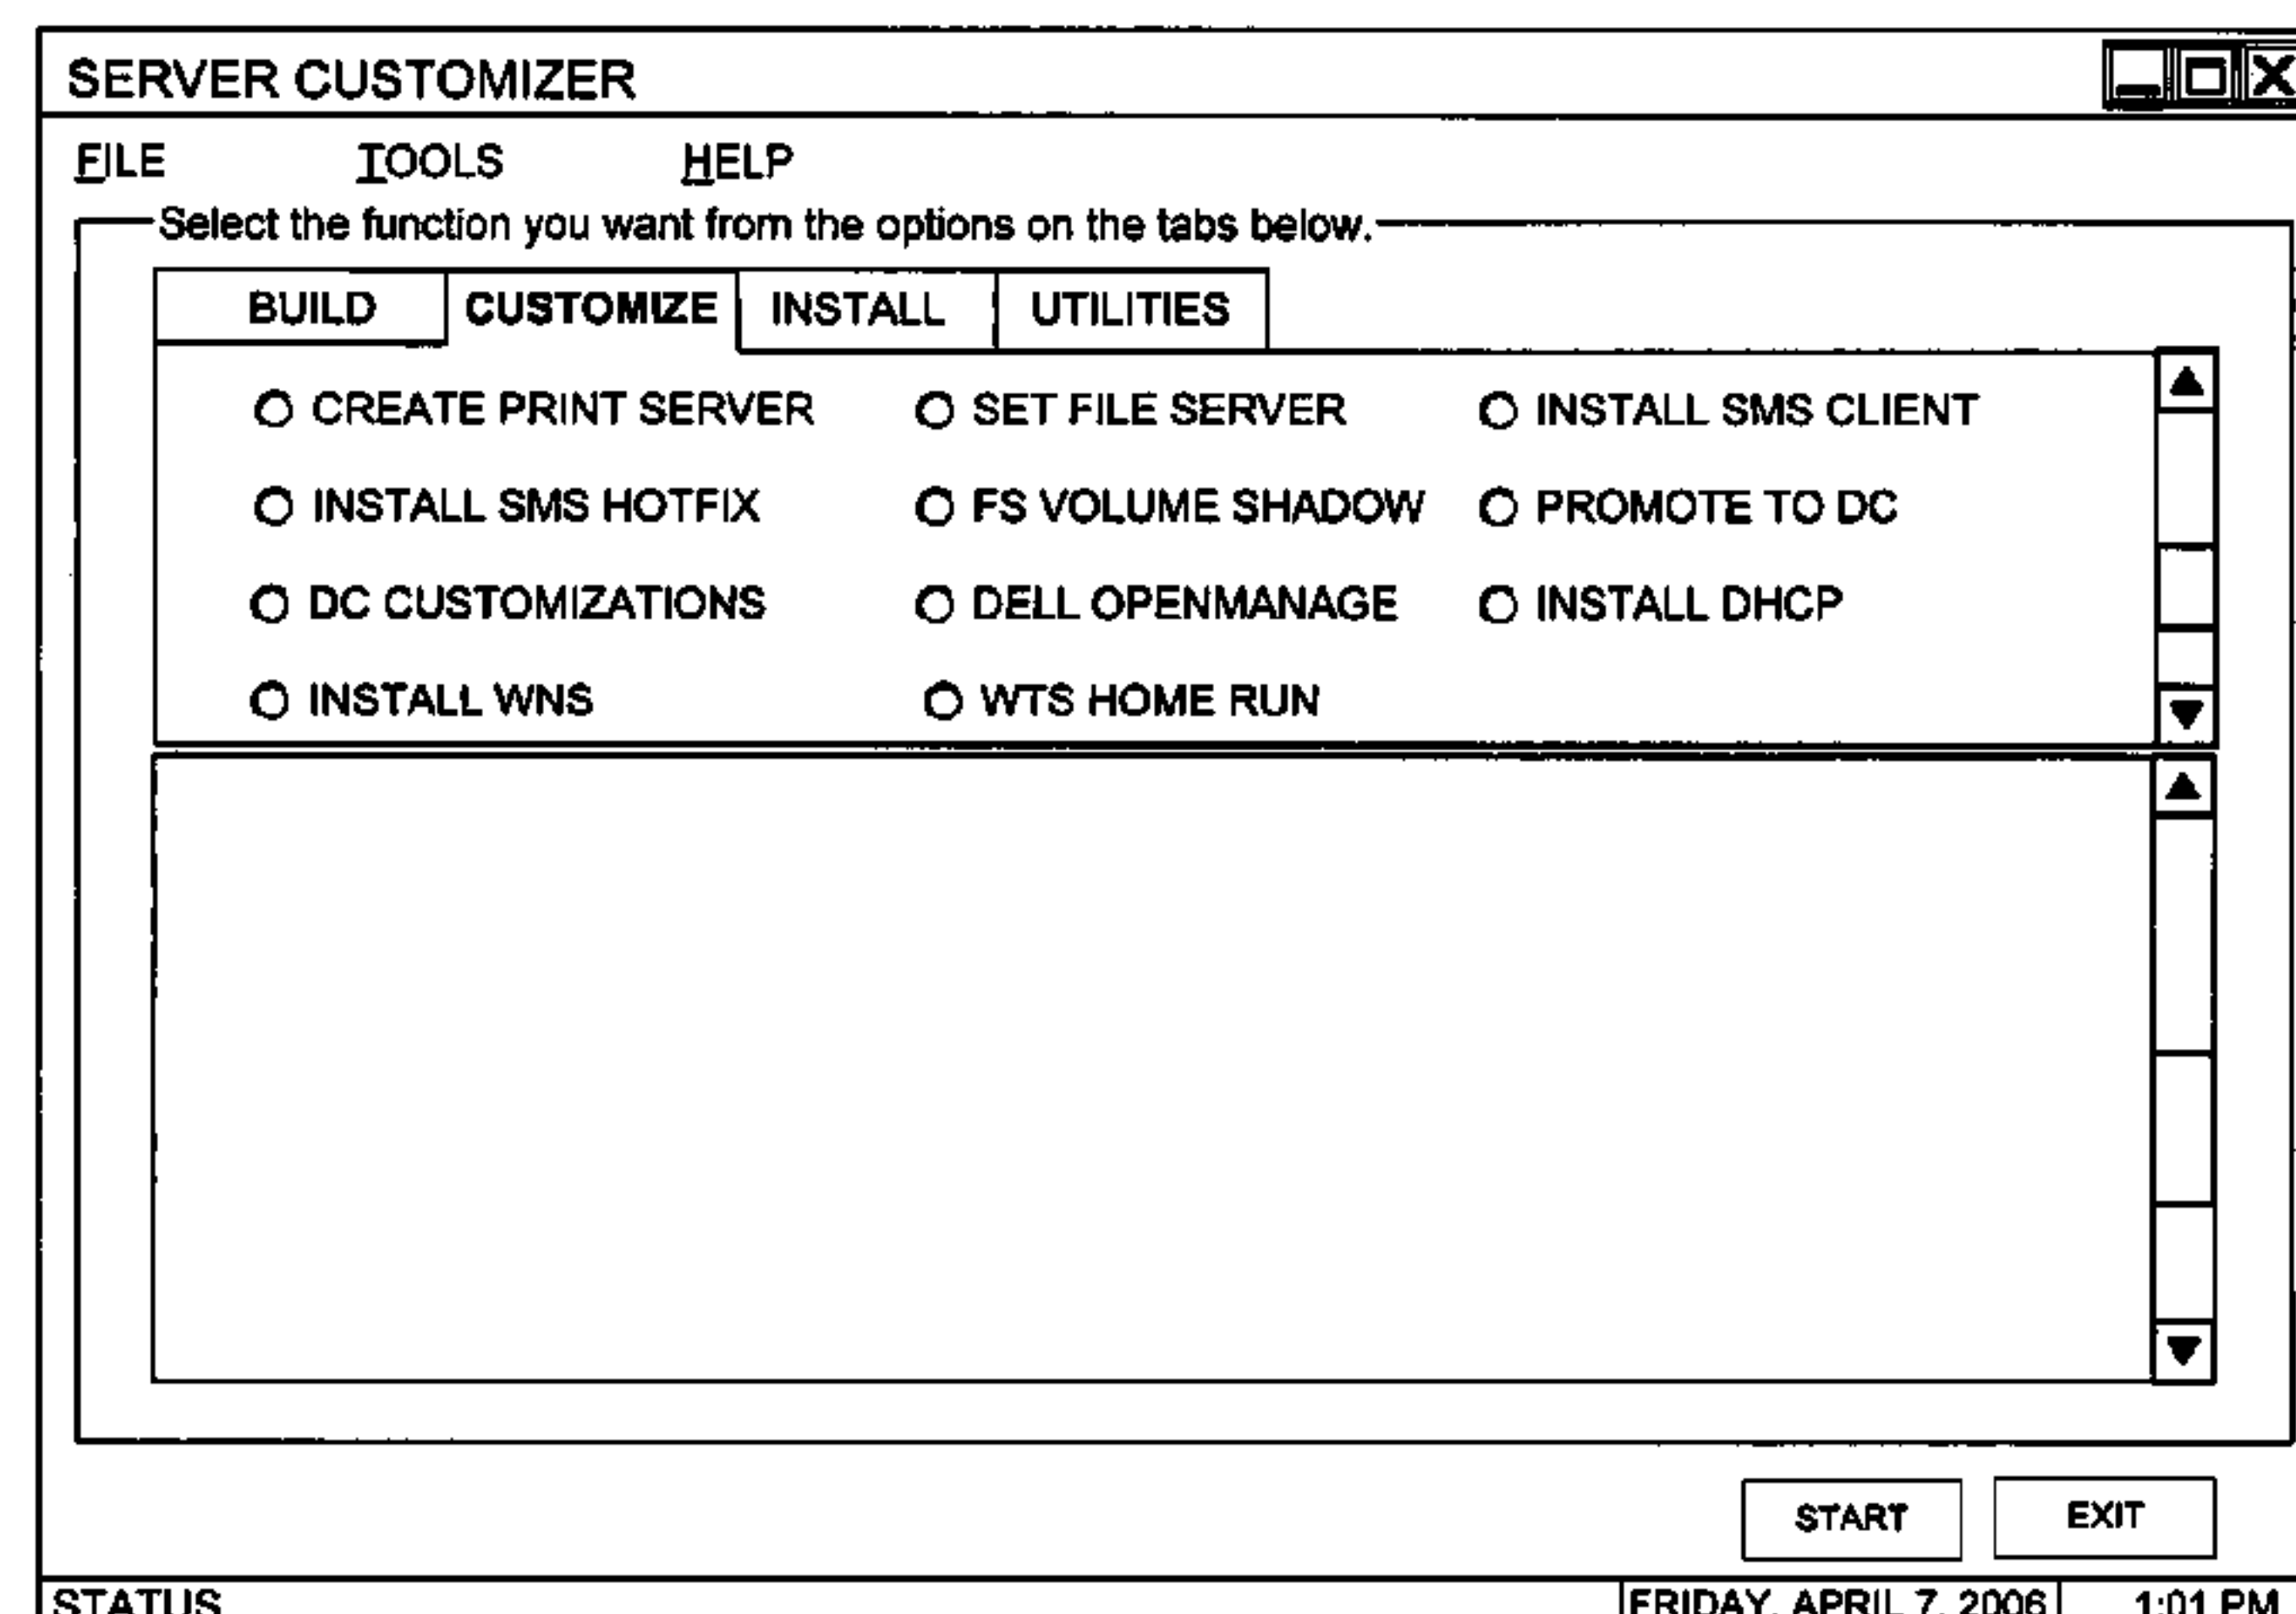 SERVER CUSTOMIZER
FILE TOOLS HELP
Select the function you want from the options on the tabs below.
BUILD CUSTOMIZE INSTALL UTILITIES
CREATE PRINT SERVER SET FILE SERVER INSTALL SMS CLIENT
INSTALL SMS HOTFIX FS VOLUME SHADOW PROMOTE TO DC
DC CUSTOMIZATIONS DELL OPENMANAGE INSTALL DHCP
INSTALL WNS WTS HOME RUN
START EXIT
STATUS FRIDAY, APRIL 7, 2006 1:01 PM